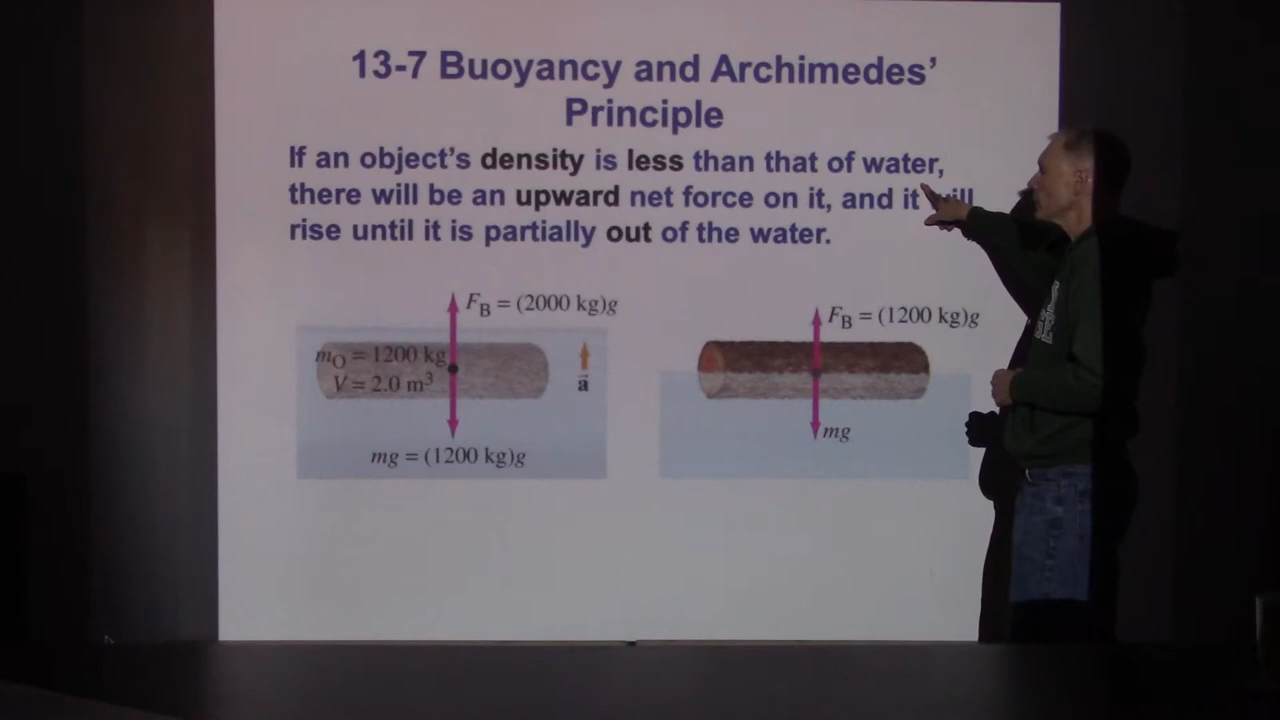 13-7 Buoyancy and Archimedes’
Principle
If an object’s density is less than that of water,
there will be an upward net force on it, and it will
rise until it is partially out of the water.
F_B = (2000 kg)g
m_O = 1200 kg
V = 2.0 m³
a⃗
mg = (1200 kg)g
F_B = (1200 kg)g
mg